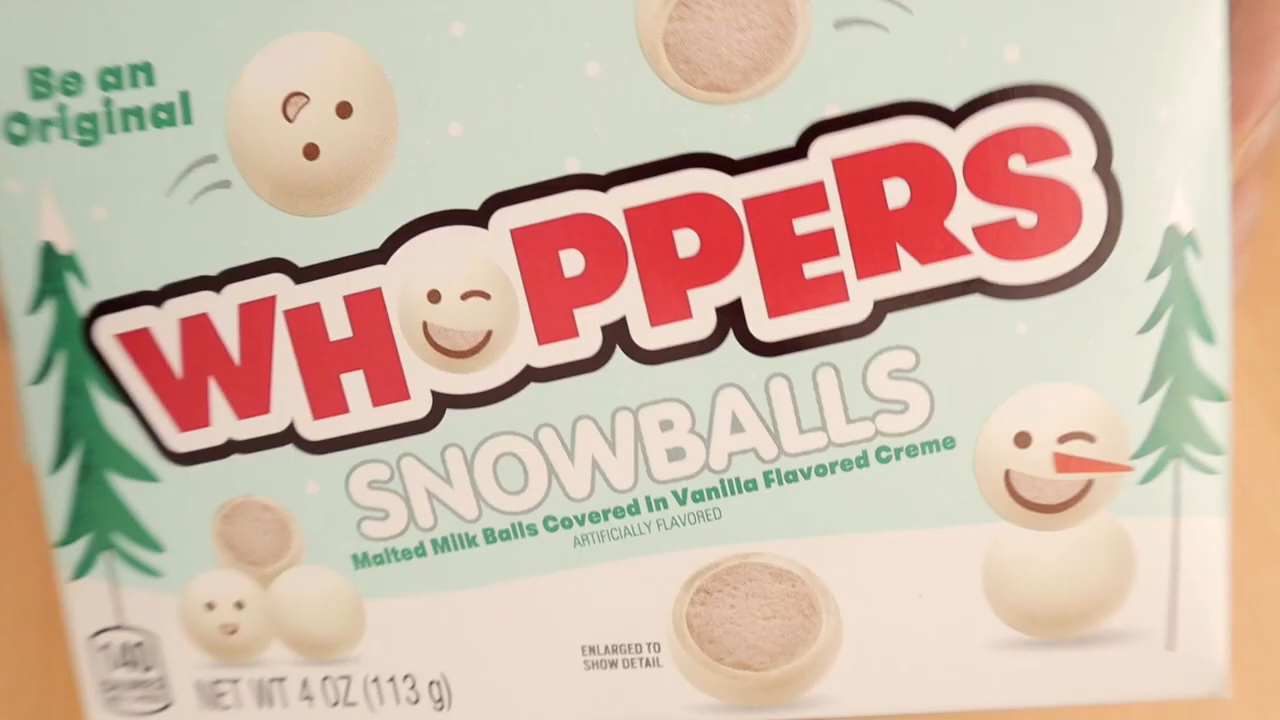 Be an
Original
WHOPPERS
SNOWBALLS
Malted Milk Balls Covered In Vanilla Flavored Creme
ARTIFICIALLY FLAVORED
ENLARGED TO
SHOW DETAIL
140
NET WT 4 OZ (113 g)